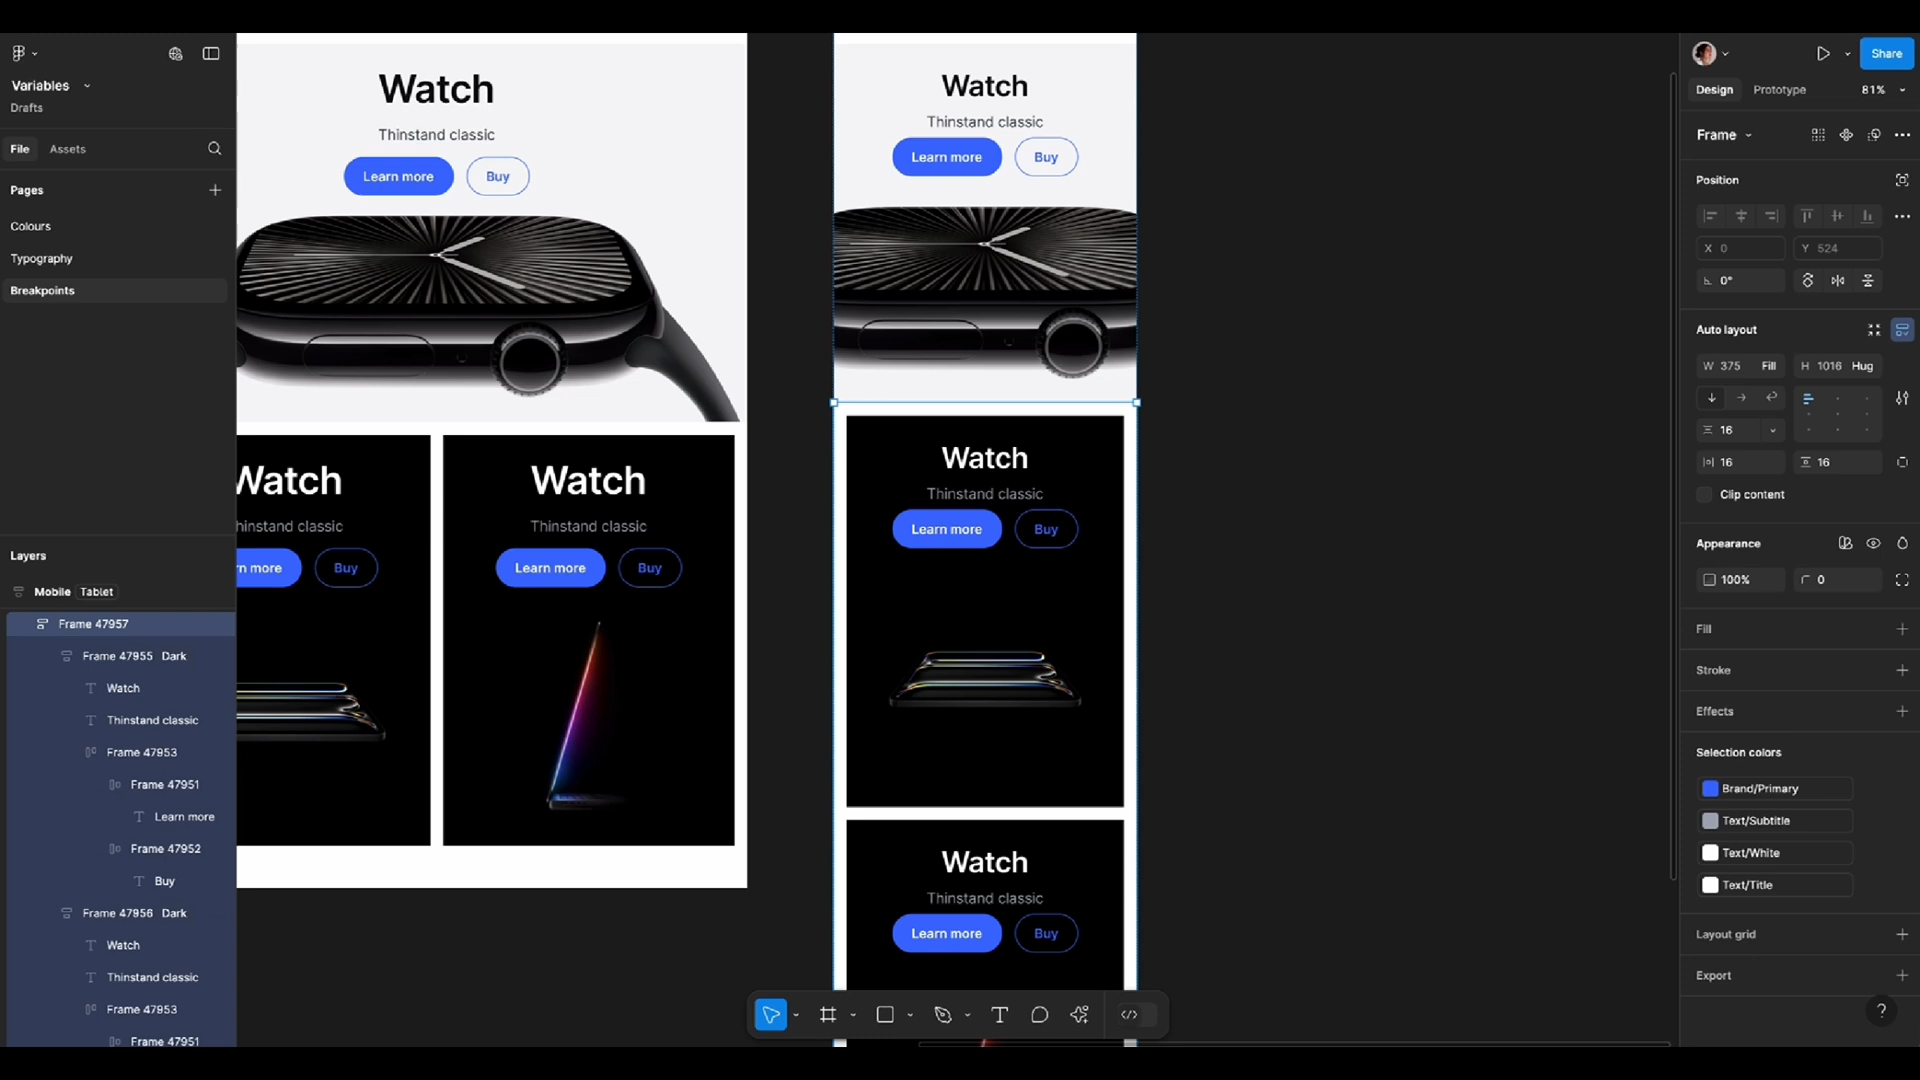 Variables
Drafts
File
Assets
Pages
Colours
Typography
Breakpoints
Layers
Mobile Tablet
Frame 47957
Frame 47955 Dark
Watch
Thinstand classic
Frame 47953
Frame 47951
Learn more
Frame 47952
Buy
Frame 47956 Dark
Watch
Thinstand classic
Frame 47953
Frame 47951
Watch
Thinstand classic
Learn more
Buy
Watch
hinstand classic
rn more
Buy
Watch
Thinstand classic
Learn more
Buy
Watch
Thinstand classic
Learn more
Buy
Watch
Thinstand classic
Learn more
Buy
Watch
Thinstand classic
Learn more
Buy
Share
Design
Prototype
81%
Frame
Position
X 0
Y 524
0°
Auto layout
W 375 Fill
H 1016 Hug
16
16
16
Clip content
Appearance
100%
0
Fill
Stroke
Effects
Selection colors
Brand/Primary
Text/Subtitle
Text/White
Text/Title
Layout grid
Export
?